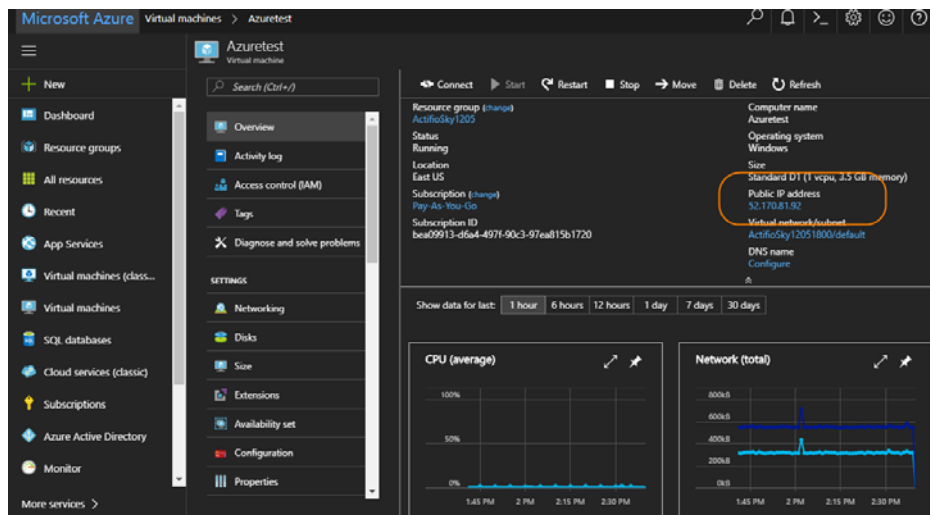 Microsoft Azure Virtual machines > Azuretest
Azuretest
Virtual machine
New
Dashboard
Resource groups
All resources
Recent
App Services
Virtual machines (class...
Virtual machines
SQL databases
Cloud services (classic)
Subscriptions
Azure Active Directory
Monitor
More services >
Search (Ctrl+/)
Overview
Activity log
Access control (IAM)
Tags
Diagnose and solve problems
SETTINGS
Networking
Disks
Size
Extensions
Availability set
Configuration
Properties
Connect Start Restart Stop Move Delete Refresh
Resource group (change)
ActifioSky1205
Status
Running
Location
East US
Subscription (change)
Pay-As-You-Go
Subscription ID
bea09913-d6a4-497f-90c3-97ea815b1720
Computer name
Azuretest
Operating system
Windows
Size
Standard D1 (1 vcpu, 3.5 GB memory)
Public IP address
52.170.81.92
Virtual network/subnet
ActifioSky12051800/default
DNS name
Configure
Show data for last: 1 hour 6 hours 12 hours 1 day 7 days 30 days
CPU (average)
100%
50%
0%
1:45 PM 2 PM 2:15 PM 2:30 PM
Network (total)
800kB
600kB
400kB
200kB
0kB
1:45 PM 2 PM 2:15 PM 2:30 PM